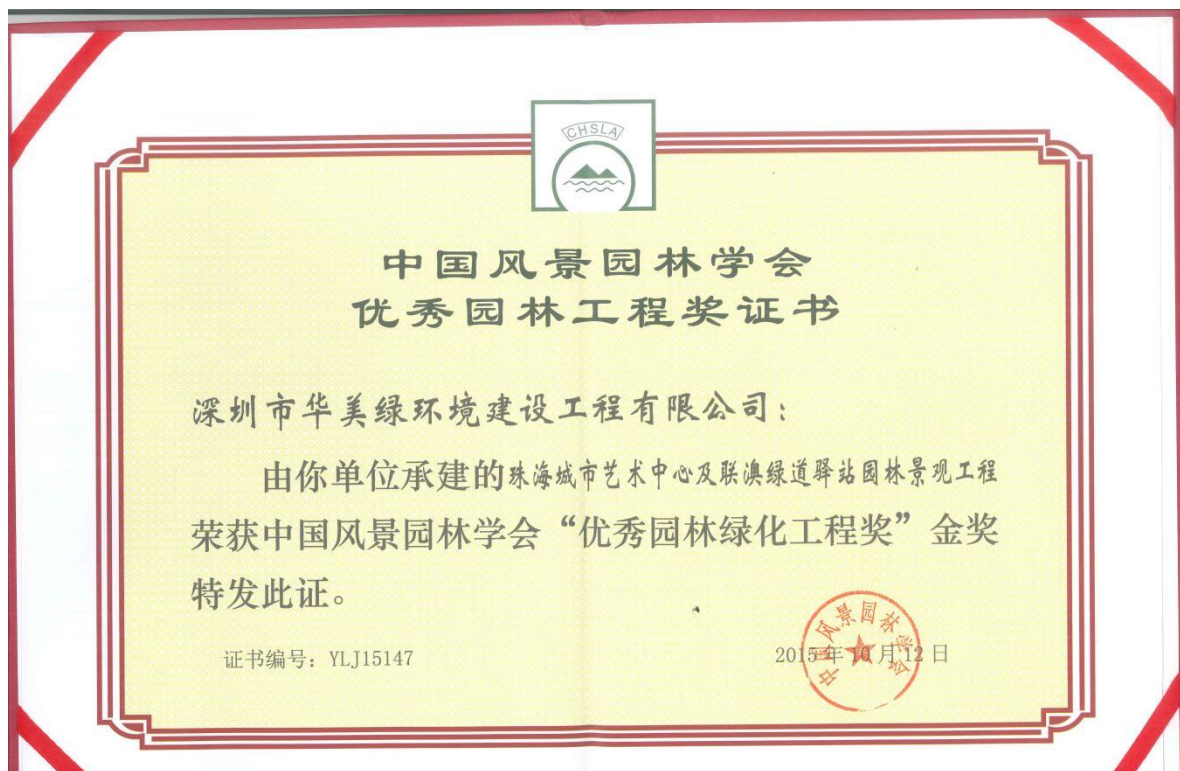 CHSLA
中国风景园林学会
优秀园林工程奖证书
深圳市华美绿环境建设工程有限公司：
由你单位承建的珠海城市艺术中心及联澳绿道驿站园林景观工程
荣获中国风景园林学会“优秀园林绿化工程奖”金奖
特发此证。
证书编号：YLJ15147
2015年10月12日
中国风景园林学会